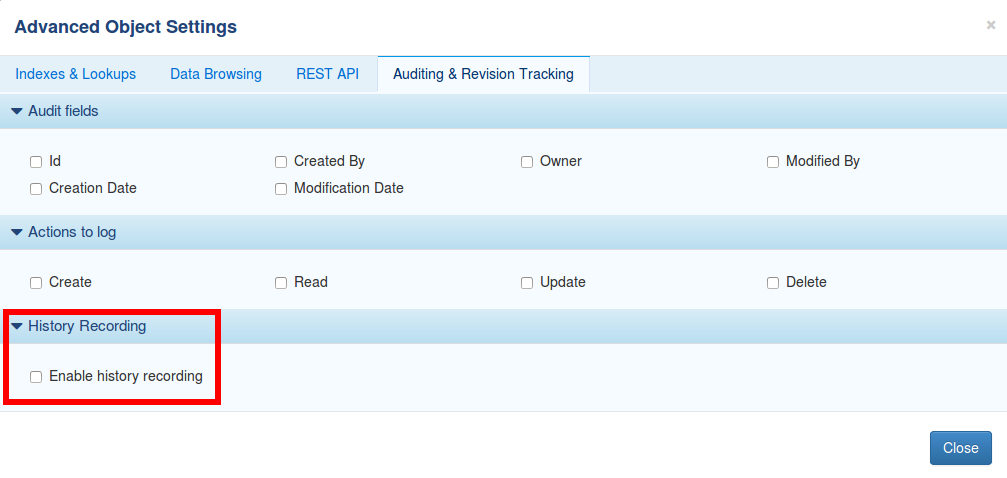 Advanced Object Settings
×
Indexes & Lookups Data Browsing REST API Auditing & Revision Tracking
Audit fields
Id Created By Owner Modified By
Creation Date Modification Date
Actions to log
Create Read Update Delete
History Recording
Enable history recording
Close